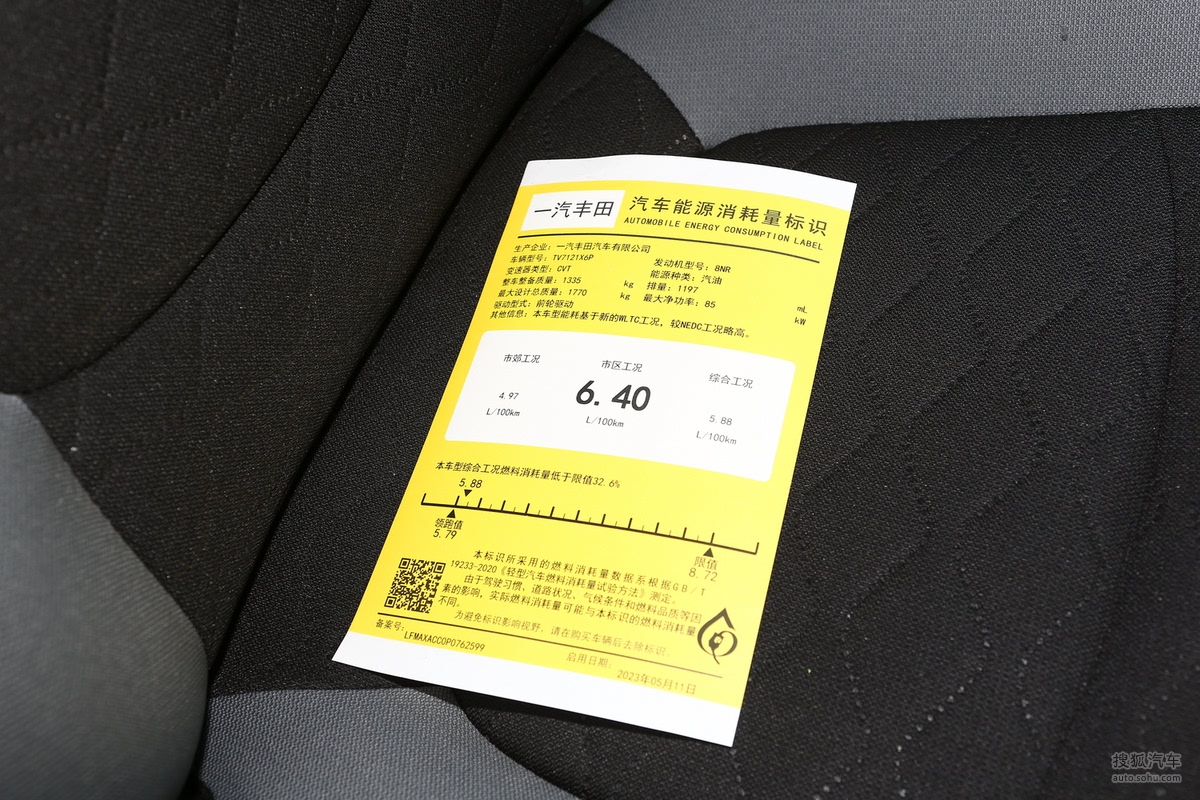 一汽丰田
汽车能源消耗量标识
AUTOMOBILE ENERGY CONSUMPTION LABEL
生产企业：一汽丰田汽车有限公司
车辆型号：TV7121X6P
发动机型号：8NR
变速器类型：CVT
能源种类：汽油
整车整备质量：1335 kg
排量：1197 mL
最大设计总质量：1770 kg
最大净功率：85 kW
驱动型式：前轮驱动
其他信息：本车型能耗基于新的WLTC工况，较NEDC工况略高。
市郊工况
市区工况
综合工况
4.97
6.40
5.88
L/100km
L/100km
L/100km
本车型综合工况燃料消耗量低于限值32.6%
5.88
领跑值
5.79
限值
8.72
本标识所采用的燃料消耗量数据系根据GB/T
19233-2020《轻型汽车燃料消耗量试验方法》测定。
由于驾驶习惯、道路状况、气候条件和燃料品质等因
素的影响，实际燃料消耗量可能与本标识的燃料消耗量
不同。
为避免标识影响视野，请在购买车辆后去除标识。
备案号：LFMAXACC0P0762599
启用日期：2023年05月11日
搜狐汽车
auto.sohu.com